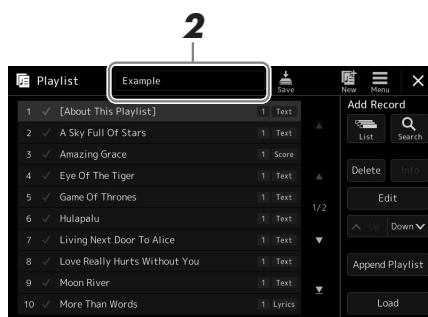 2
Playlist Example Save New Menu
1 [About This Playlist] 1 Text
2 A Sky Full Of Stars 1 Text
3 Amazing Grace 1 Score
4 Eye Of The Tiger 1 Text
5 Game Of Thrones 1 Text
6 Hulapalu 1 Text
7 Living Next Door To Alice 1 Text
8 Love Really Hurts Without You 1 Text
9 Moon River 1 Text
10 More Than Words 1 Lyrics
1/2
Add Record
List Search
Delete Info
Edit
Up Down
Append Playlist
Load